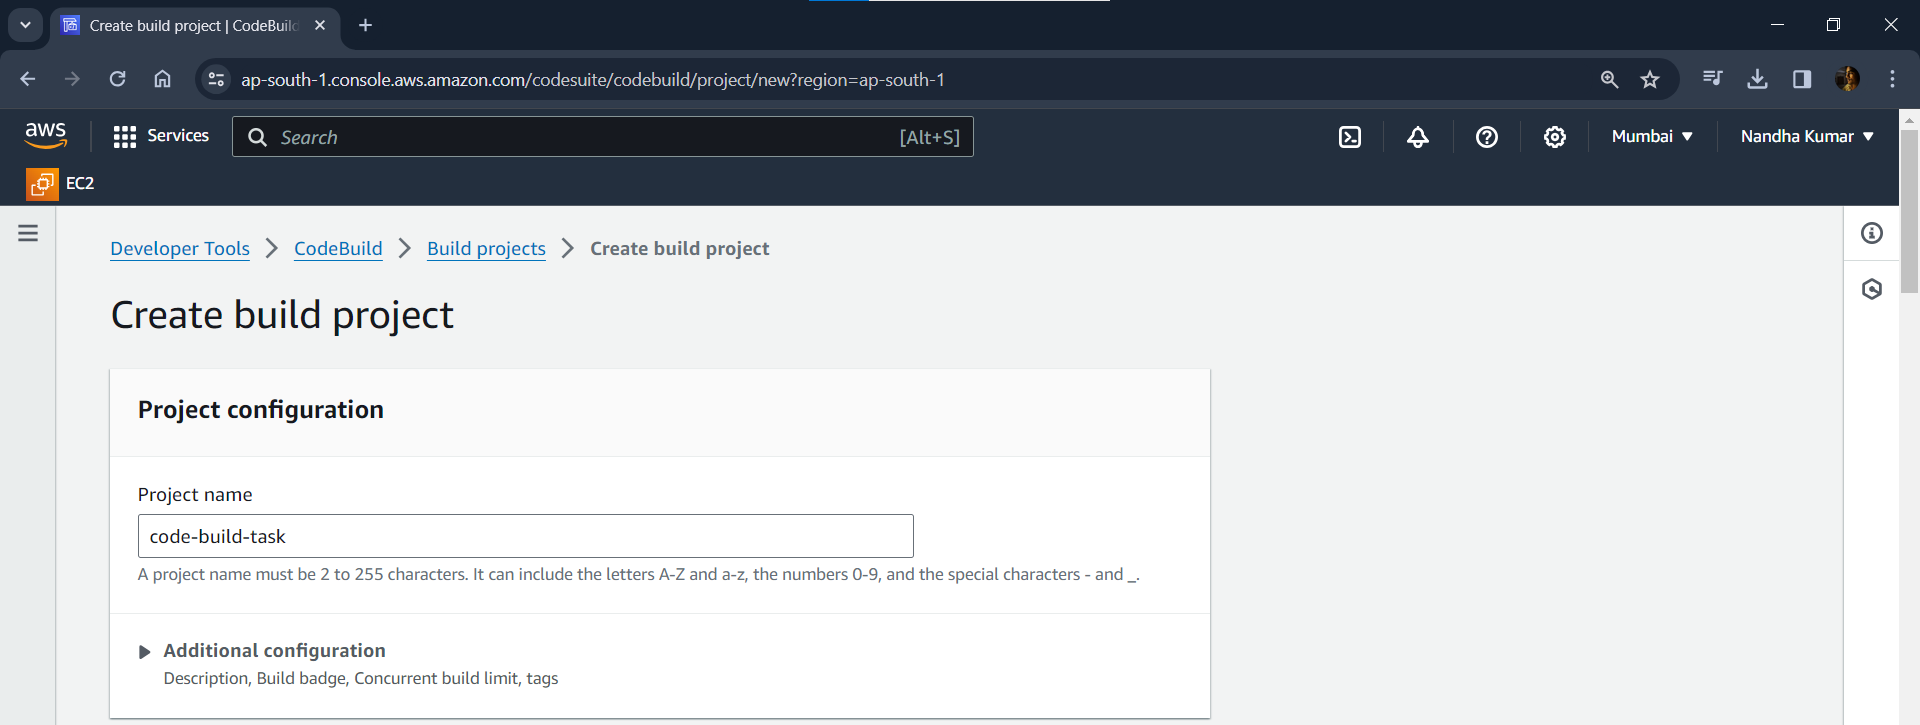 Create build project | CodeBuild
ap-south-1.console.aws.amazon.com/codesuite/codebuild/project/new?region=ap-south-1
aws
Services
Search
[Alt+S]
Mumbai
Nandha Kumar
EC2
Developer Tools
CodeBuild
Build projects
Create build project
Create build project
Project configuration
Project name
code-build-task
A project name must be 2 to 255 characters. It can include the letters A-Z and a-z, the numbers 0-9, and the special characters - and _.
Additional configuration
Description, Build badge, Concurrent build limit, tags